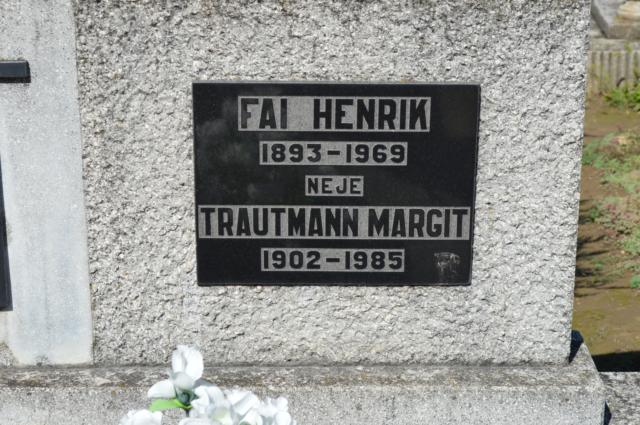 FAI HENRIK
1893-1969
NEJE
TRAUTMANN MARGIT
1902-1985